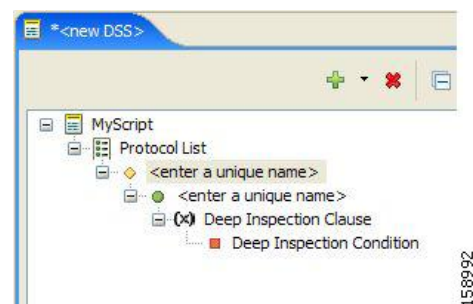 *<new DSS>
MyScript
Protocol List
<enter a unique name>
<enter a unique name>
(x) Deep Inspection Clause
Deep Inspection Condition
158992